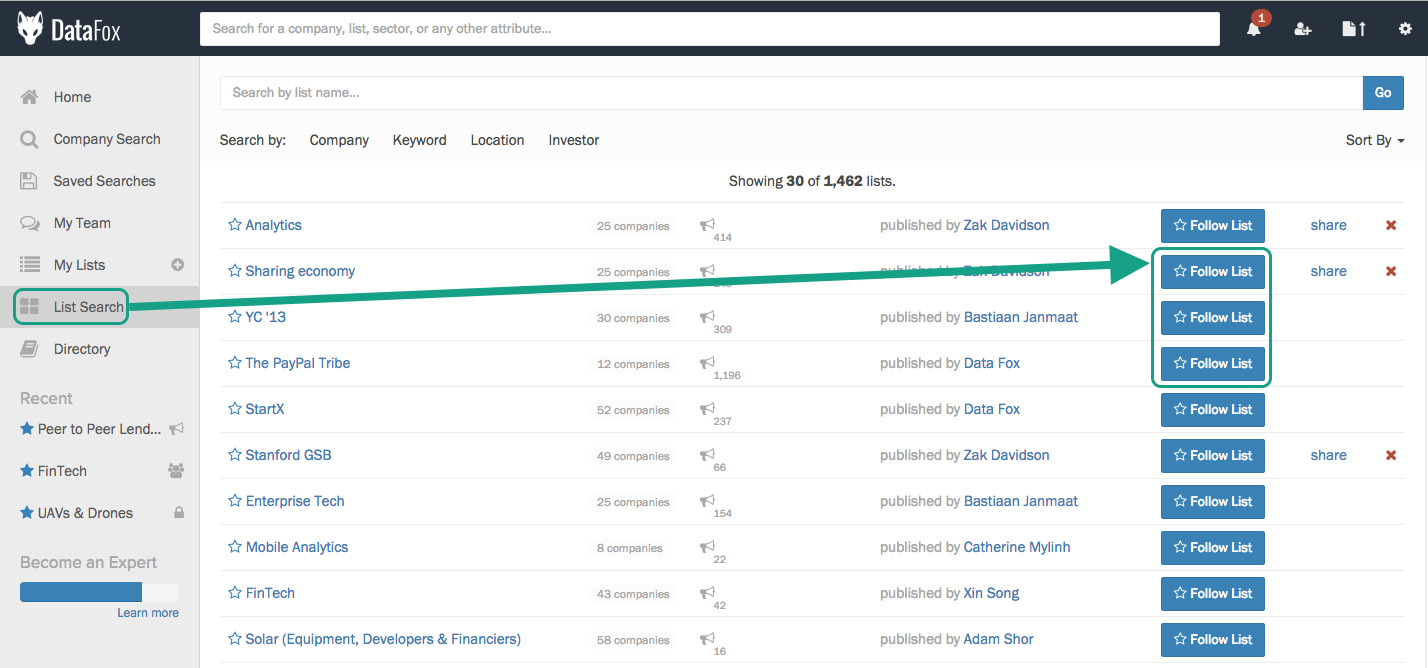 DataFox
Search for a company, list, sector, or any other attribute...
1
Home
Company Search
Saved Searches
My Team
My Lists
List Search
Directory
Recent
Peer to Peer Lend...
FinTech
UAVs & Drones
Become an Expert
Learn more
Search by list name...
Go
Search by: Company Keyword Location Investor
Sort By
Showing 30 of 1,462 lists.
Analytics 25 companies 414 published by Zak Davidson Follow List share
Sharing economy 25 companies published by Zak Davidson Follow List share
YC '13 30 companies 309 published by Bastiaan Janmaat Follow List
The PayPal Tribe 12 companies 1,196 published by Data Fox Follow List
StartX 52 companies 237 published by Data Fox Follow List
Stanford GSB 49 companies 66 published by Zak Davidson Follow List share
Enterprise Tech 25 companies 154 published by Bastiaan Janmaat Follow List
Mobile Analytics 8 companies 22 published by Catherine Mylinh Follow List
FinTech 43 companies 42 published by Xin Song Follow List
Solar (Equipment, Developers & Financiers) 58 companies 16 published by Adam Shor Follow List